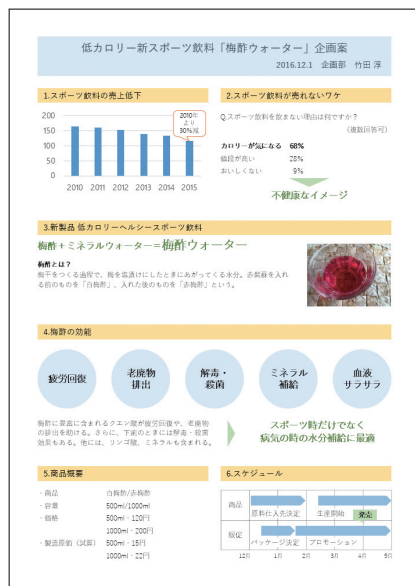 低カロリー新スポーツ飲料「梅酢ウォーター」企画案
2016.12.1　企画部　竹田 淳
1.スポーツ飲料の売上低下
2010年
より
30%減
200
150
100
50
0
2010 2011 2012 2013 2014 2015
2.スポーツ飲料が売れないワケ
Q.スポーツ飲料を飲まない理由は何ですか？
（複数回答可）
カロリーが気になる　68%
値段が高い　28%
おいしくない　9%
不健康なイメージ
3.新製品 低カロリーヘルシースポーツ飲料
梅酢＋ミネラルウォーター＝梅酢ウォーター
梅酢とは？
梅干をつくる過程で、梅を塩漬けにしたときにあがってくる水分。赤紫蘇を入れ
る前のものを「白梅酢」、入れた後のものを「赤梅酢」という。
4.梅酢の効能
疲労回復
老廃物
排出
解毒・
殺菌
ミネラル
補給
血液
サラサラ
梅酢に豊富に含まれるクエン酸が疲労回復や、老廃物
の排出を助ける。さらに、下痢のときには解毒・殺菌
効果もある。他には、リンゴ酸、ミネラルも含まれる。
スポーツ時だけでなく
病気の時の水分補給に最適
5.商品概要
・商品　白梅酢/赤梅酢
・容量　500ml/1000ml
・価格　500ml・120円
1000ml・200円
・製造原価（試算）　500ml・15円
1000ml・22円
6.スケジュール
商品
原料仕入先決定　生産開始　発売
販促
パッケージ決定　プロモーション
12月　1月　2月　3月　4月　5月